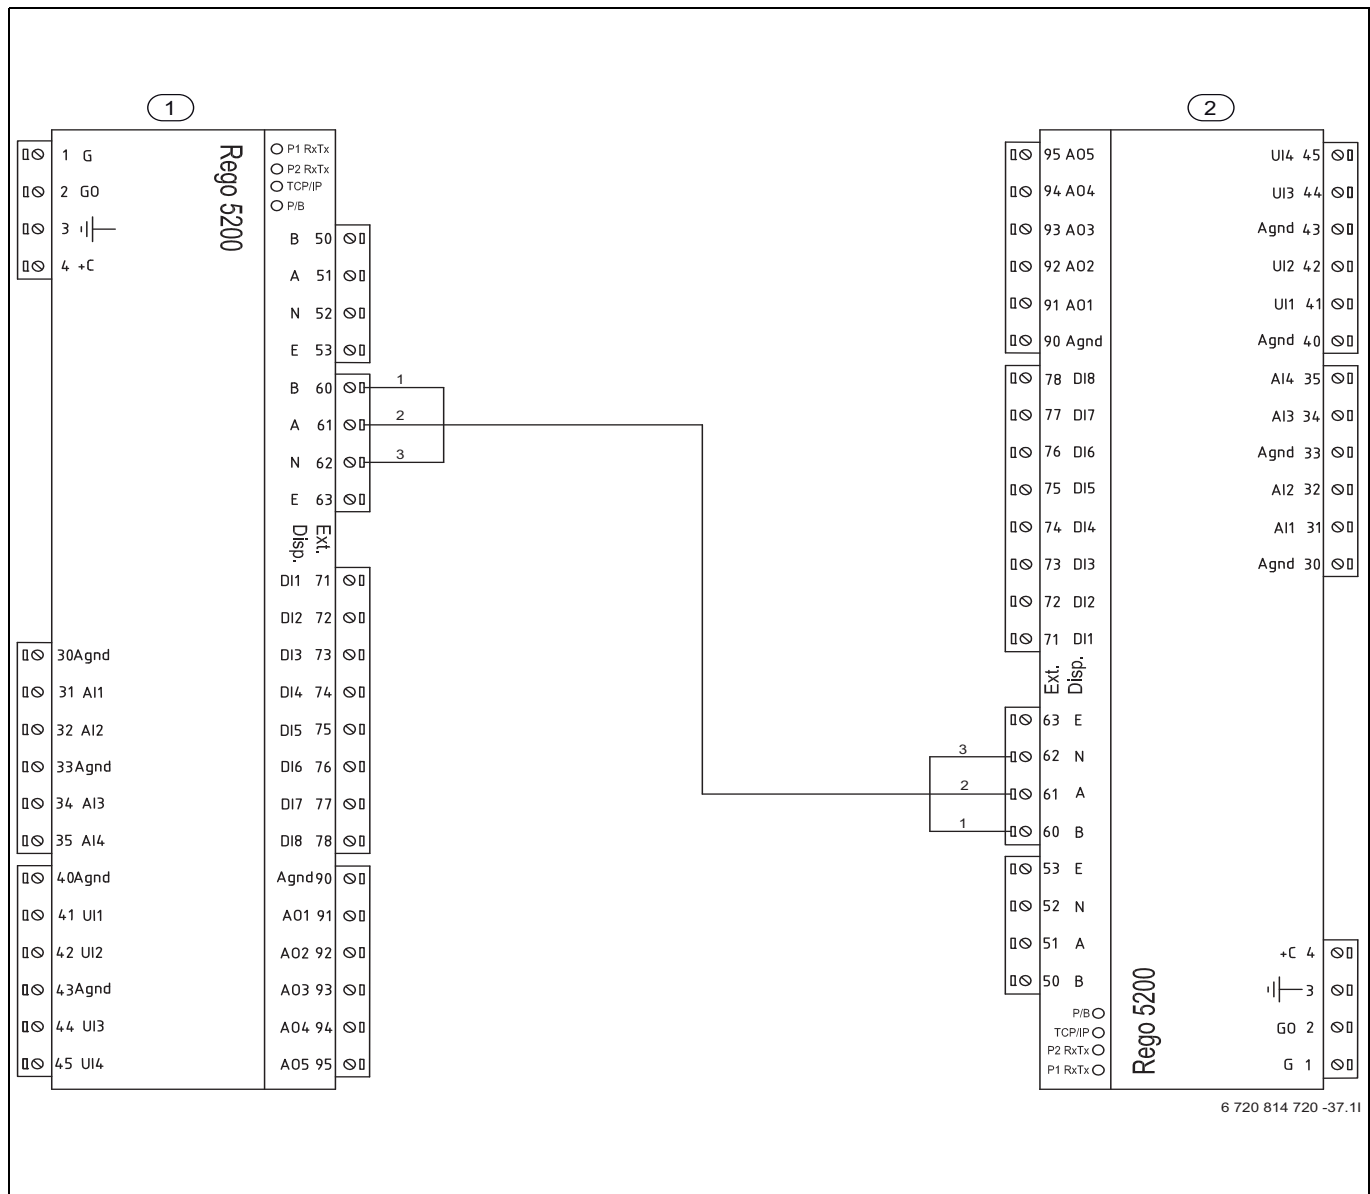 1
1 G
2 G0
3
4 +C
Rego 5200
P1 RxTx
P2 RxTx
TCP/IP
P/B
B 50
A 51
N 52
E 53
B 60
A 61
N 62
E 63
1
2
3
Disp.
Ext.
DI1 71
DI2 72
DI3 73
DI4 74
DI5 75
DI6 76
DI7 77
DI8 78
Agnd 90
AO1 91
AO2 92
AO3 93
AO4 94
AO5 95
30 Agnd
31 AI1
32 AI2
33 Agnd
34 AI3
35 AI4
40 Agnd
41 UI1
42 UI2
43 Agnd
44 UI3
45 UI4
2
95 AO5
94 AO4
93 AO3
92 AO2
91 AO1
90 Agnd
78 DI8
77 DI7
76 DI6
75 DI5
74 DI4
73 DI3
72 DI2
71 DI1
Ext.
Disp.
63 E
62 N
61 A
60 B
3
2
1
53 E
52 N
51 A
50 B
P/B
TCP/IP
P2 RxTx
P1 RxTx
Rego 5200
UI4 45
UI3 44
Agnd 43
UI2 42
UI1 41
Agnd 40
AI4 35
AI3 34
Agnd 33
AI2 32
AI1 31
Agnd 30
+C 4
3
G0 2
G 1
6 720 814 720 -37.1I